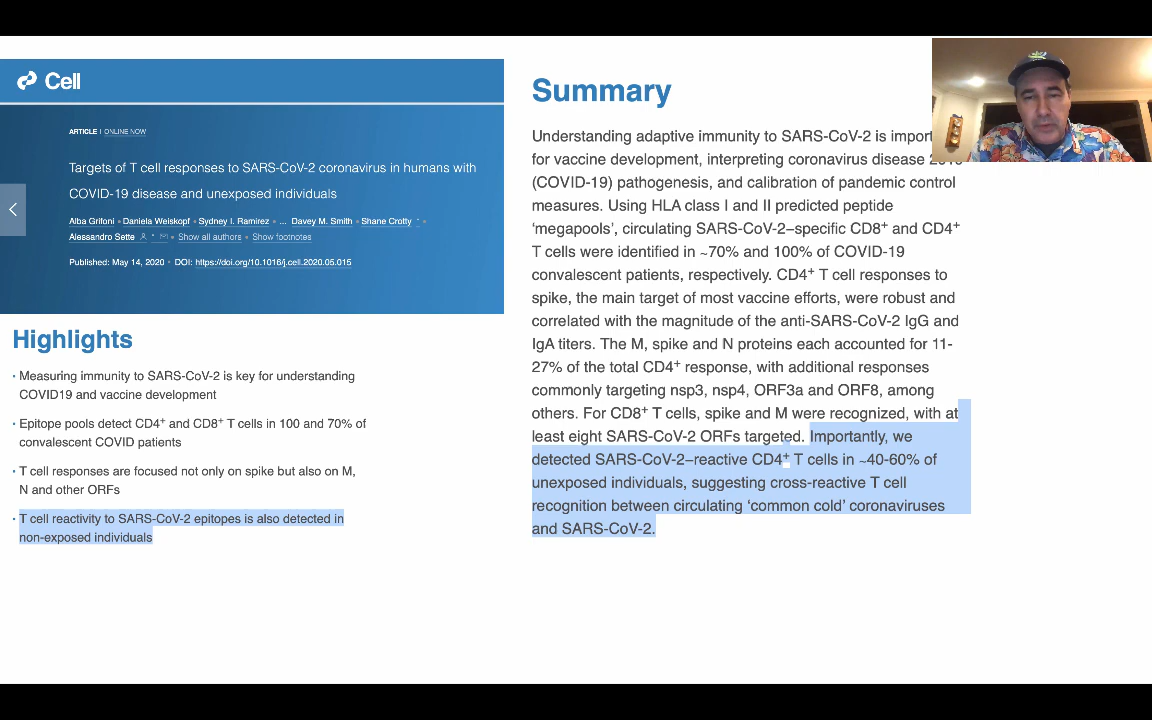 Cell
ARTICLE | ONLINE NOW
Targets of T cell responses to SARS-CoV-2 coronavirus in humans with
COVID-19 disease and unexposed individuals
Alba Grifoni • Daniela Weiskopf • Sydney I. Ramirez • ... Davey M. Smith • Shane Crotty * •
Alessandro Sette * • Show all authors • Show footnotes
Published: May 14, 2020 • DOI: https://doi.org/10.1016/j.cell.2020.05.015
Highlights
• Measuring immunity to SARS-CoV-2 is key for understanding
COVID19 and vaccine development
• Epitope pools detect CD4+ and CD8+ T cells in 100 and 70% of
convalescent COVID patients
• T cell responses are focused not only on spike but also on M,
N and other ORFs
• T cell reactivity to SARS-CoV-2 epitopes is also detected in
non-exposed individuals
Summary
Understanding adaptive immunity to SARS-CoV-2 is
for vaccine development, interpreting coronavirus disease
(COVID-19) pathogenesis, and calibration of pandemic control
measures. Using HLA class I and II predicted peptide
‘megapools’, circulating SARS-CoV-2–specific CD8+ and CD4+
T cells were identified in ~70% and 100% of COVID-19
convalescent patients, respectively. CD4+ T cell responses to
spike, the main target of most vaccine efforts, were robust and
correlated with the magnitude of the anti-SARS-CoV-2 IgG and
IgA titers. The M, spike and N proteins each accounted for 11-
27% of the total CD4+ response, with additional responses
commonly targeting nsp3, nsp4, ORF3a and ORF8, among
others. For CD8+ T cells, spike and M were recognized, with at
least eight SARS-CoV-2 ORFs targeted. Importantly, we
detected SARS-CoV-2–reactive CD4+ T cells in ~40-60% of
unexposed individuals, suggesting cross-reactive T cell
recognition between circulating ‘common cold’ coronaviruses
and SARS-CoV-2.